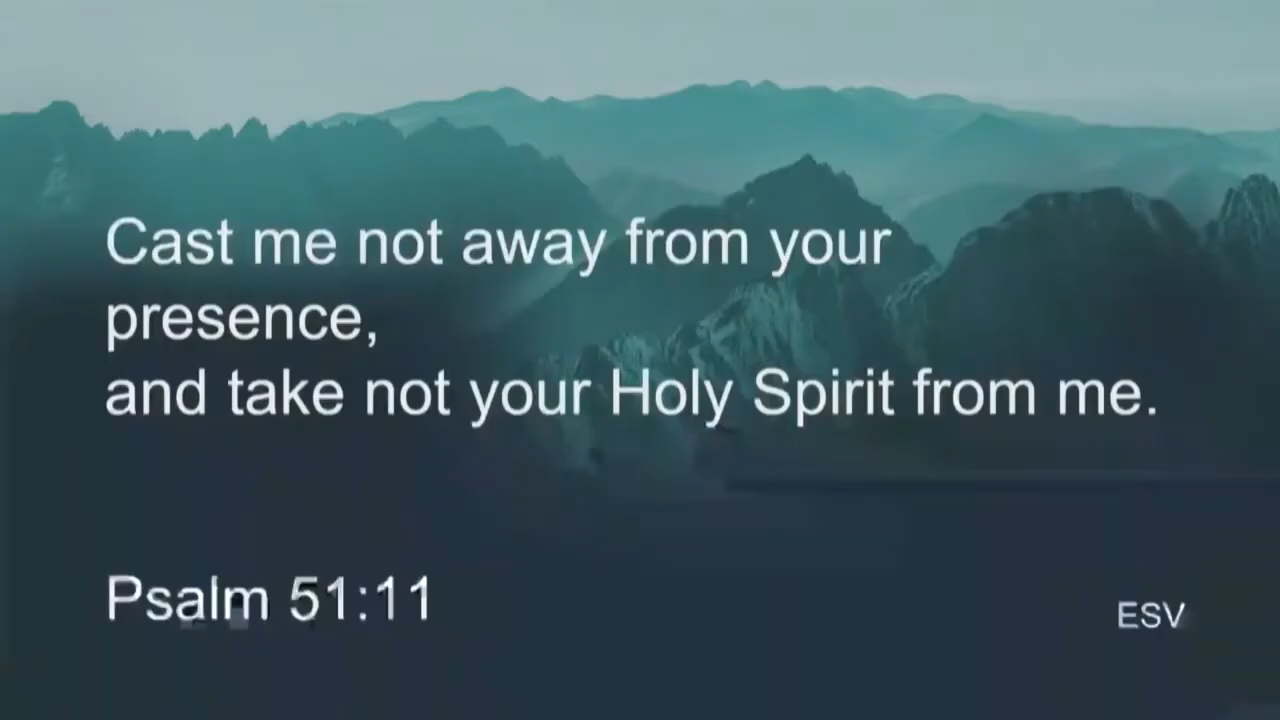 Cast me not away from your
presence,
and take not your Holy Spirit from me.
Psalm 51:11
ESV